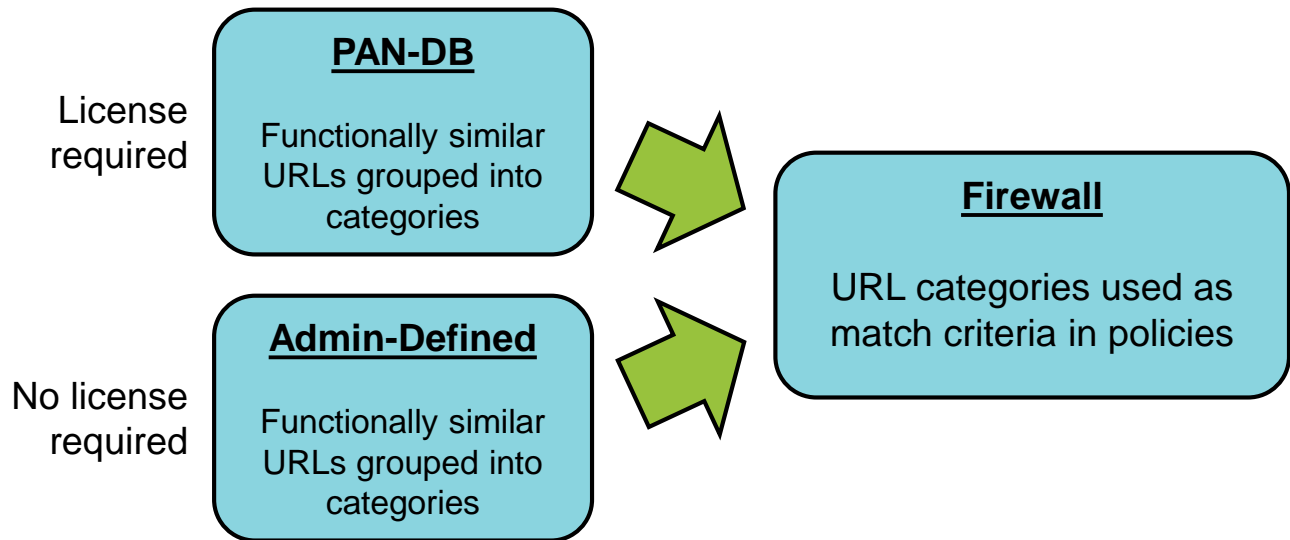 License
required
PAN-DB
Functionally similar
URLs grouped into
categories
No license
required
Admin-Defined
Functionally similar
URLs grouped into
categories
Firewall
URL categories used as
match criteria in policies